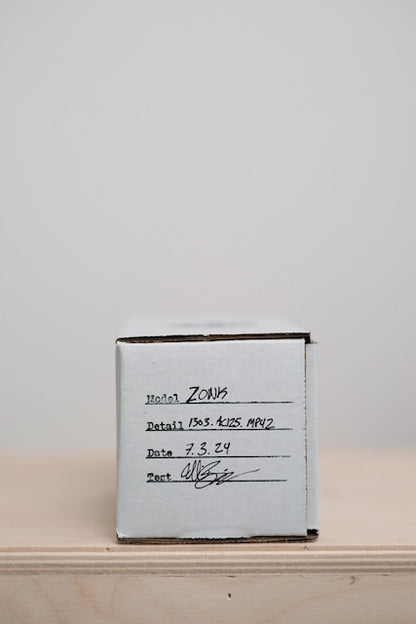 Model ZONK
Detail 1303. AC125. MP42
Date 7.3.24
Test